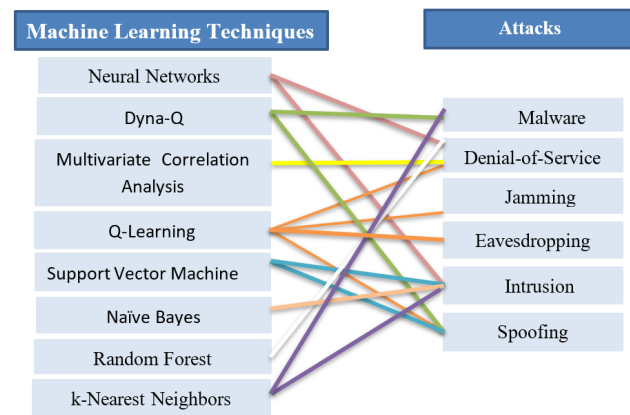 Machine Learning Techniques
Attacks
Neural Networks
Dyna-Q
Multivariate Correlation
Analysis
Q-Learning
Support Vector Machine
Naïve Bayes
Random Forest
k-Nearest Neighbors
Malware
Denial-of-Service
Jamming
Eavesdropping
Intrusion
Spoofing